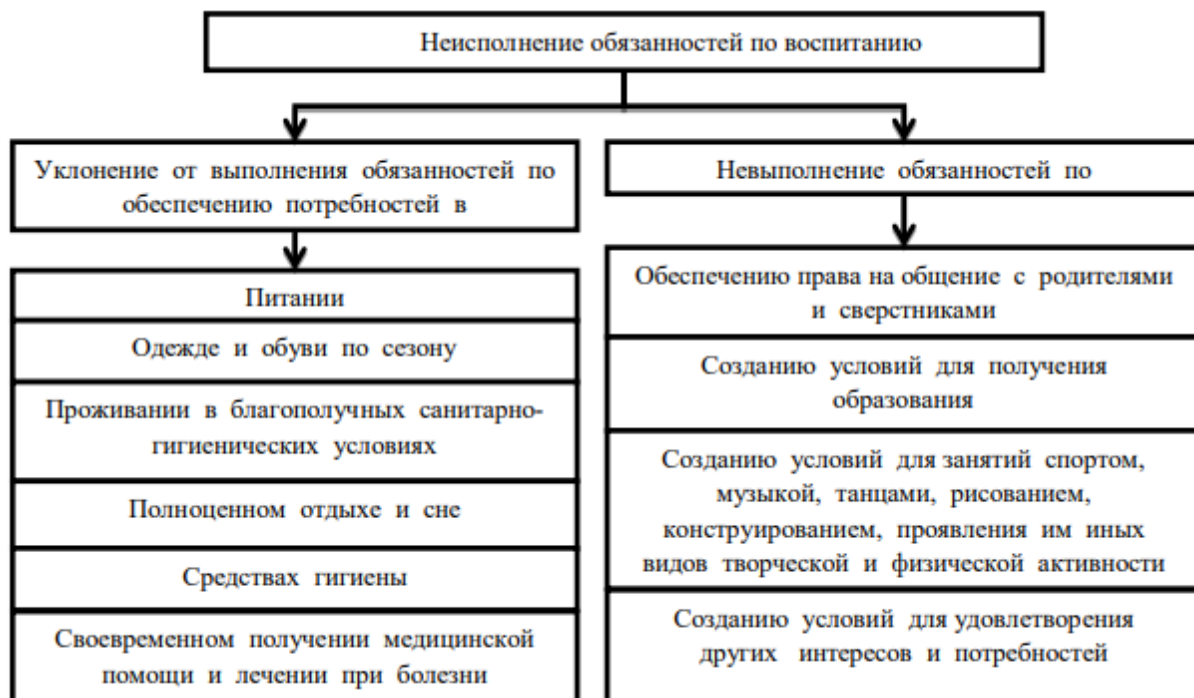 Неисполнение обязанностей по воспитанию
Уклонение от выполнения обязанностей по
обеспечению потребностей в
Питании
Одежде и обуви по сезону
Проживании в благополучных санитарно-
гигиенических условиях
Полноценном отдыхе и сне
Средствах гигиены
Своевременном получении медицинской
помощи и лечении при болезни
Невыполнение обязанностей по
Обеспечению права на общение с родителями
и сверстниками
Созданию условий для получения
образования
Созданию условий для занятий спортом,
музыкой, танцами, рисованием,
конструированием, проявления им иных
видов творческой и физической активности
Созданию условий для удовлетворения
других интересов и потребностей